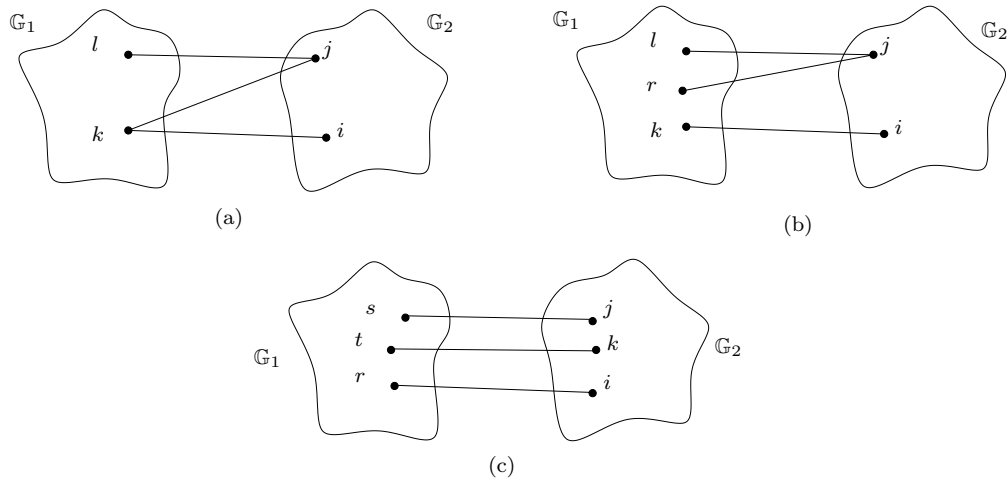 𝔾₁
l
j
k
i
𝔾₂
(a)
𝔾₁
l
r
k
j
i
𝔾₂
(b)
𝔾₁
s
t
r
j
k
i
𝔾₂
(c)